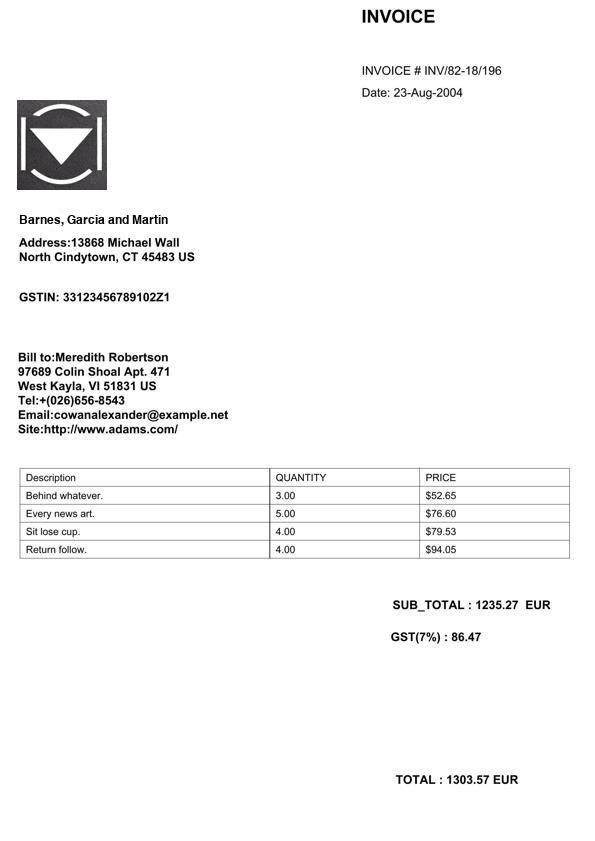 INVOICE
INVOICE # INV/82-18/196
Date: 23-Aug-2004
Barnes, Garcia and Martin
Address:13868 Michael Wall
North Cindytown, CT 45483 US
GSTIN: 33123456789102Z1
Bill to:Meredith Robertson
97689 Colin Shoal Apt. 471
West Kayla, VI 51831 US
Tel:+(026)656-8543
Email:cowanalexander@example.net
Site:http://www.adams.com/
Description QUANTITY PRICE
Behind whatever. 3.00 $52.65
Every news art. 5.00 $76.60
Sit lose cup. 4.00 $79.53
Return follow. 4.00 $94.05
SUB_TOTAL : 1235.27 EUR
GST(7%) : 86.47
TOTAL : 1303.57 EUR